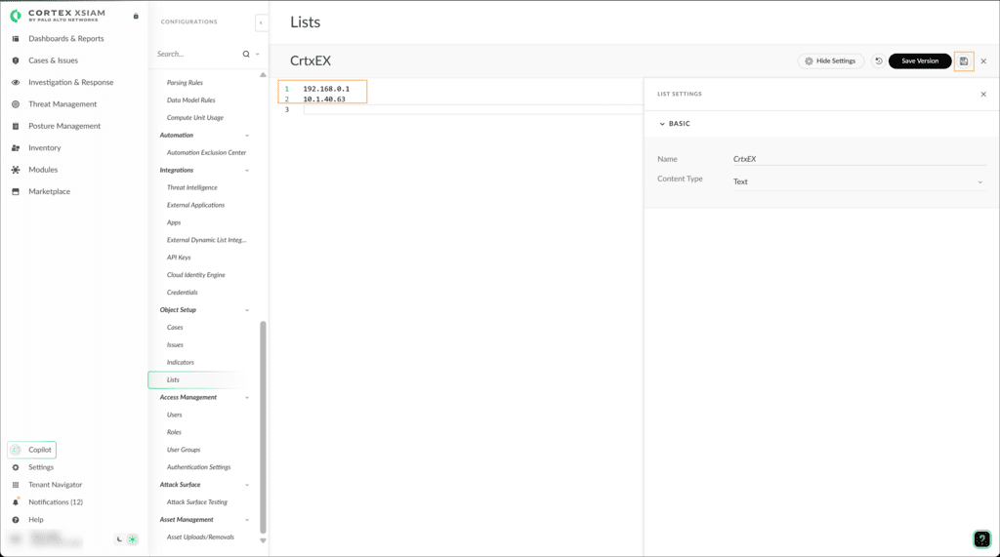 CORTEX XSIAM
BY PALO ALTO NETWORKS
Dashboards & Reports
Cases & Issues
Investigation & Response
Threat Management
Posture Management
Inventory
Modules
Marketplace
Copilot
Settings
Tenant Navigator
Notifications (12)
Help
CONFIGURATIONS
Search...
Parsing Rules
Data Model Rules
Compute Unit Usage
Automation
Automation Exclusion Center
Integrations
Threat Intelligence
External Applications
Apps
External Dynamic List Integ...
API Keys
Cloud Identity Engine
Credentials
Object Setup
Cases
Issues
Indicators
Lists
Access Management
Users
Roles
User Groups
Authentication Settings
Attack Surface
Attack Surface Testing
Asset Management
Asset Uploads/Removals
Lists
CrtxEX
Hide Settings
Save Version
1 192.168.0.1
2 10.1.40.63
3
LIST SETTINGS
BASIC
Name CrtxEX
Content Type Text
?